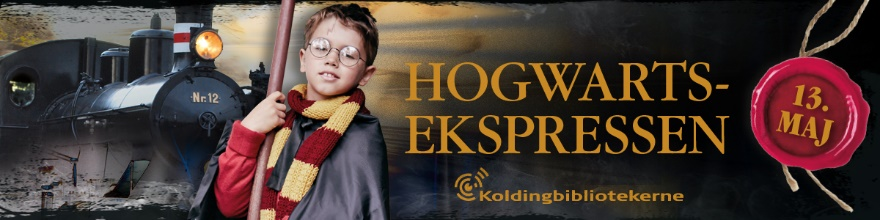 Nr. 12
HOGWARTS-
EKSPRESSEN
Koldingbibliotekerne
13.
MAJ